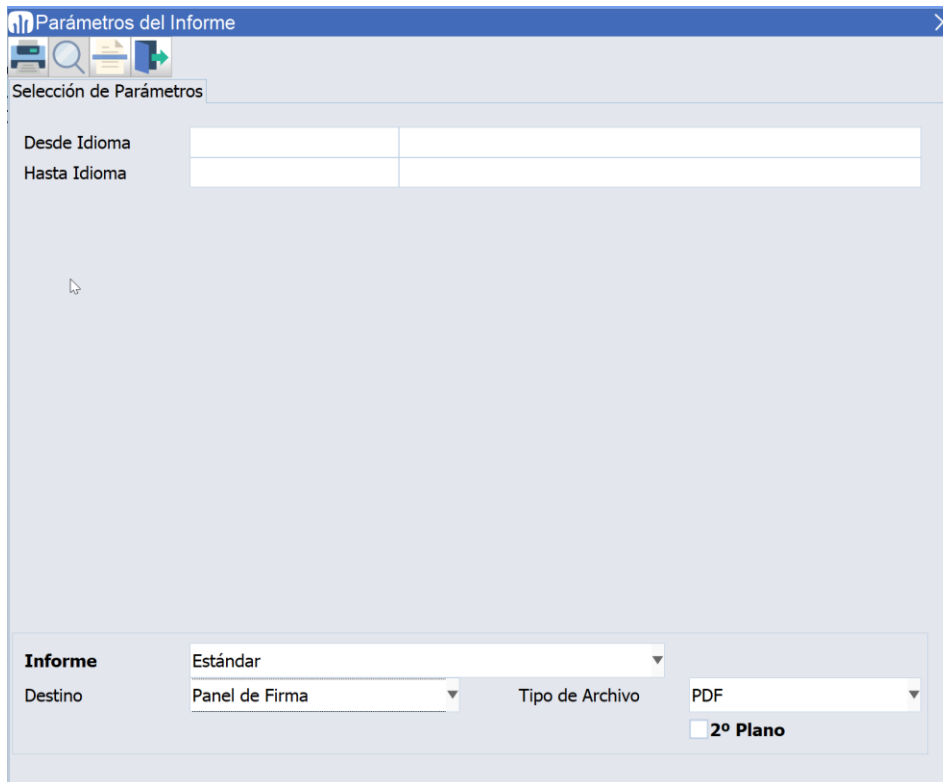 Parámetros del Informe
Selección de Parámetros
Desde Idioma
Hasta Idioma
Informe Estándar
Destino Panel de Firma Tipo de Archivo PDF
2º Plano